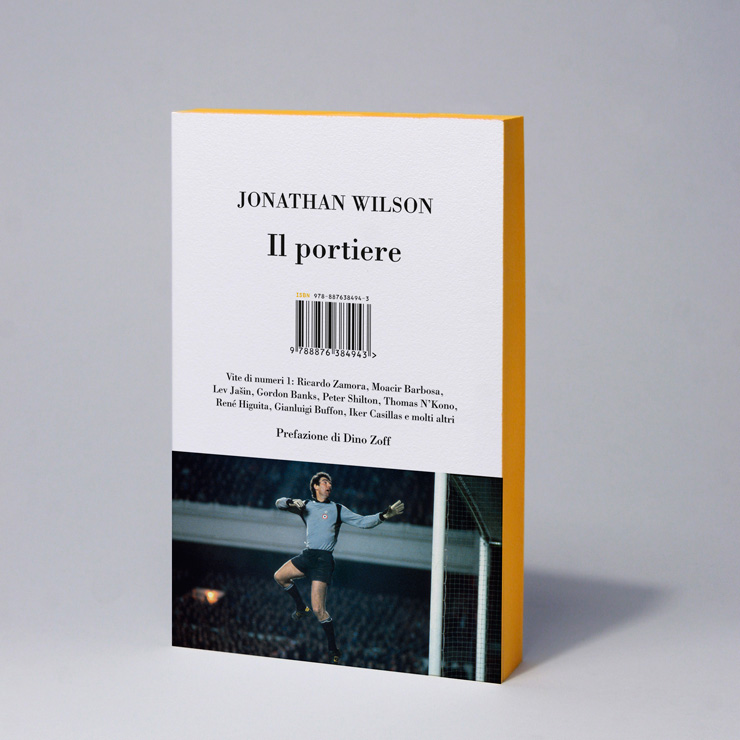 JONATHAN WILSON
Il portiere
ISBN 978-887638494-3
9 788876 384943 >
Vite di numeri 1: Ricardo Zamora, Moacir Barbosa,
Lev Jašin, Gordon Banks, Peter Shilton, Thomas N’Kono,
René Higuita, Gianluigi Buffon, Iker Casillas e molti altri
Prefazione di Dino Zoff